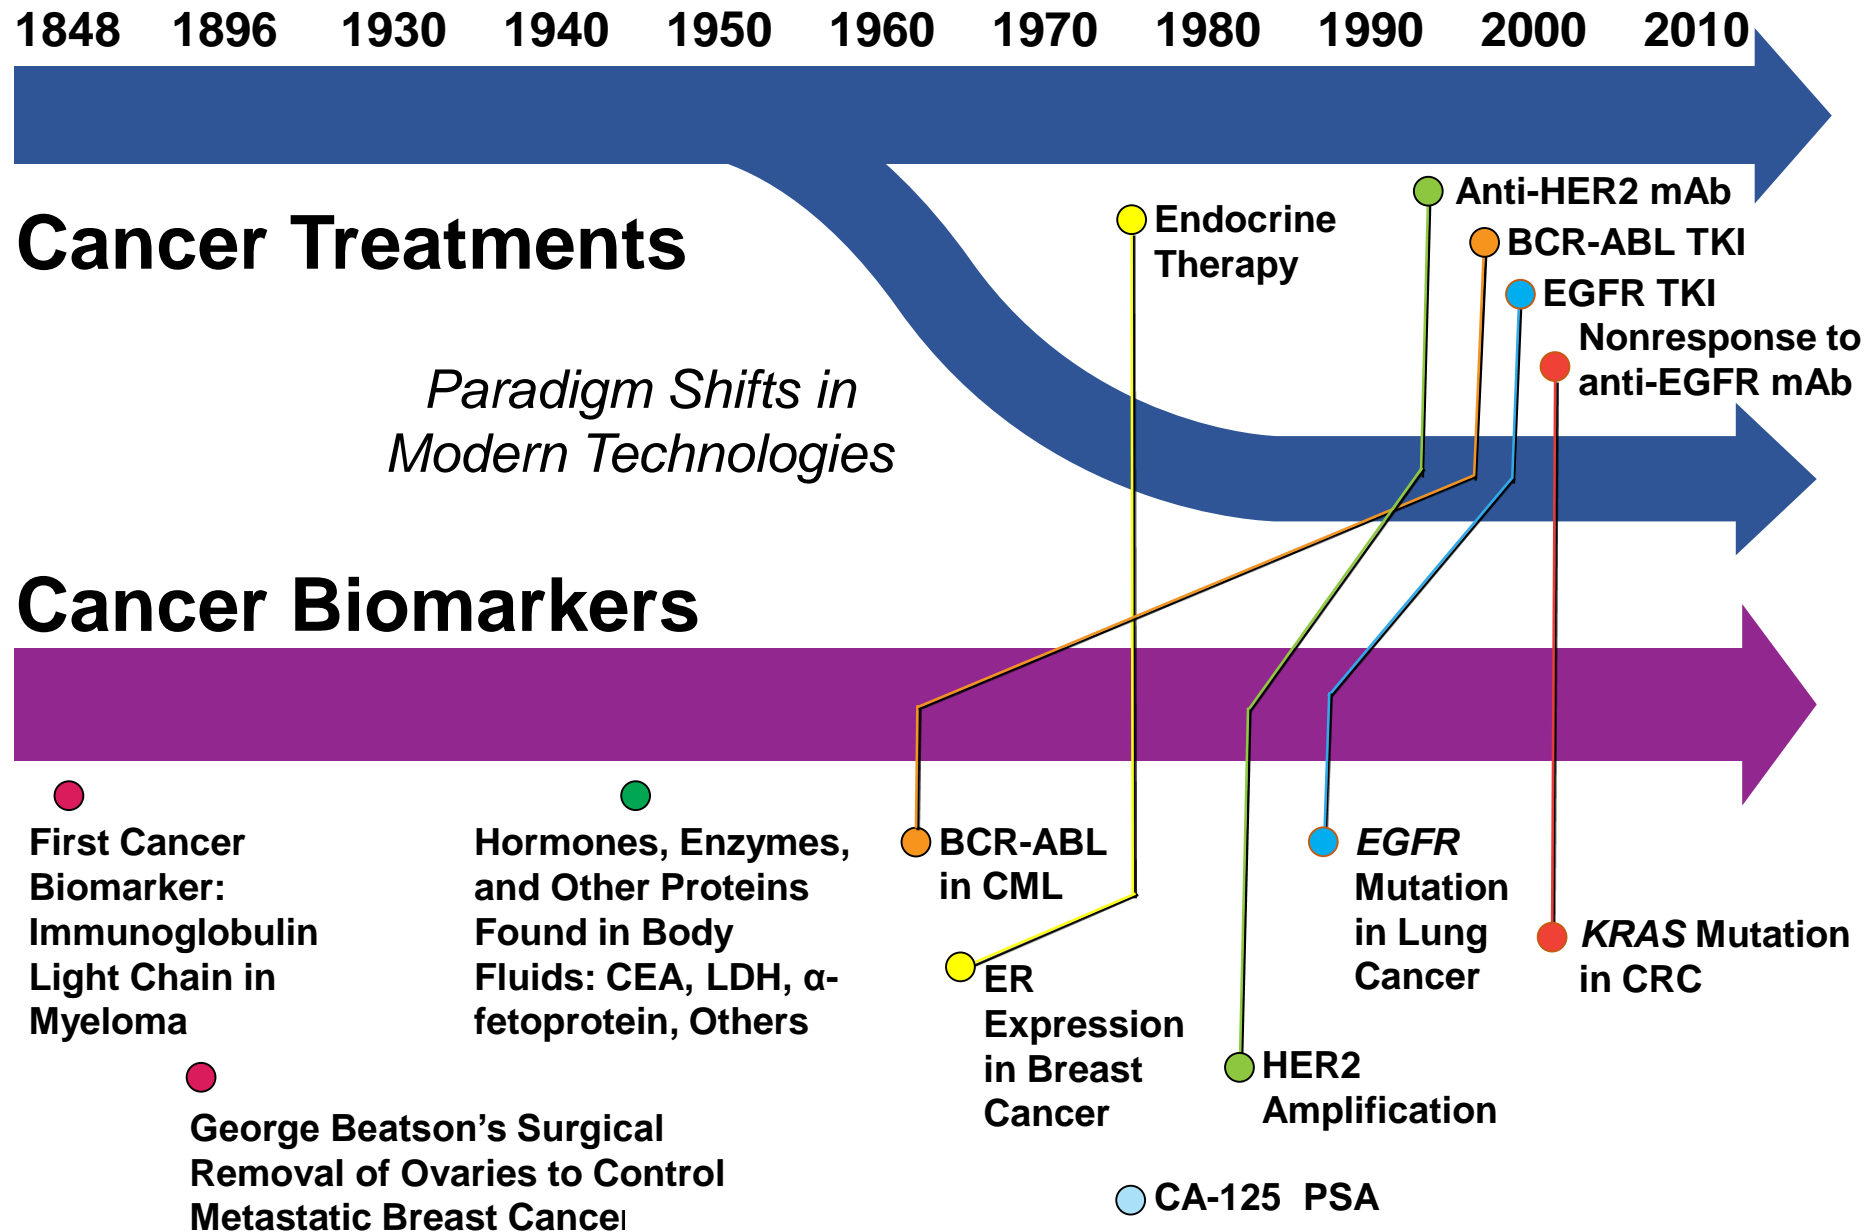 1848 1896 1930 1940 1950 1960 1970 1980 1990 2000 2010
Cancer Treatments
Endocrine
Therapy
Anti-HER2 mAb
BCR-ABL TKI
EGFR TKI
Nonresponse to
anti-EGFR mAb
Paradigm Shifts in
Modern Technologies
Cancer Biomarkers
First Cancer
Biomarker:
Immunoglobulin
Light Chain in
Myeloma
George Beatson’s Surgical
Removal of Ovaries to Control
Metastatic Breast Cancer
Hormones, Enzymes,
and Other Proteins
Found in Body
Fluids: CEA, LDH, α-
fetoprotein, Others
BCR-ABL
in CML
ER
Expression
in Breast
Cancer
HER2
Amplification
EGFR
Mutation
in Lung
Cancer
KRAS Mutation
in CRC
CA-125 PSA